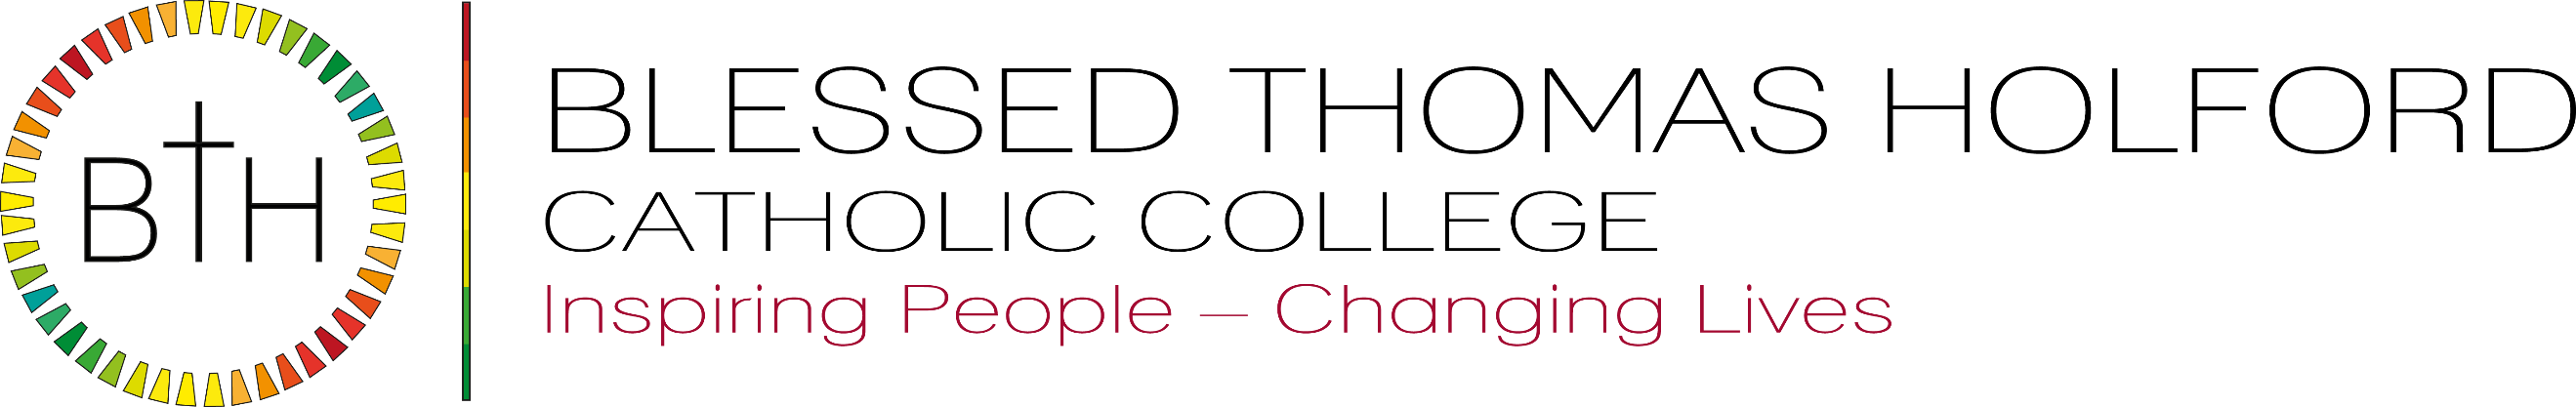 BTH
BLESSED THOMAS HOLFORD
CATHOLIC COLLEGE
Inspiring People – Changing Lives